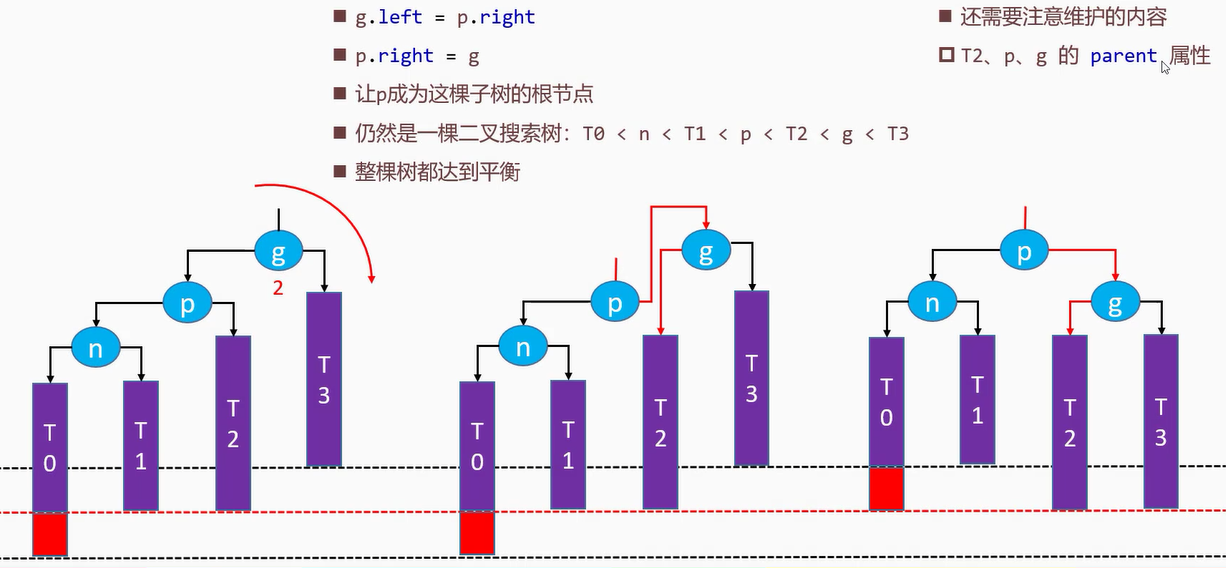 g.left = p.right
p.right = g
让p成为这棵子树的根节点
仍然是一棵二叉搜索树：T0 < n < T1 < p < T2 < g < T3
整棵树都达到平衡
还需要注意维护的内容
T2、p、g 的 parent 属性
g
2
p
n
T0
T1
T2
T3
g
p
n
T0
T1
T2
T3
p
n
g
T0
T1
T2
T3